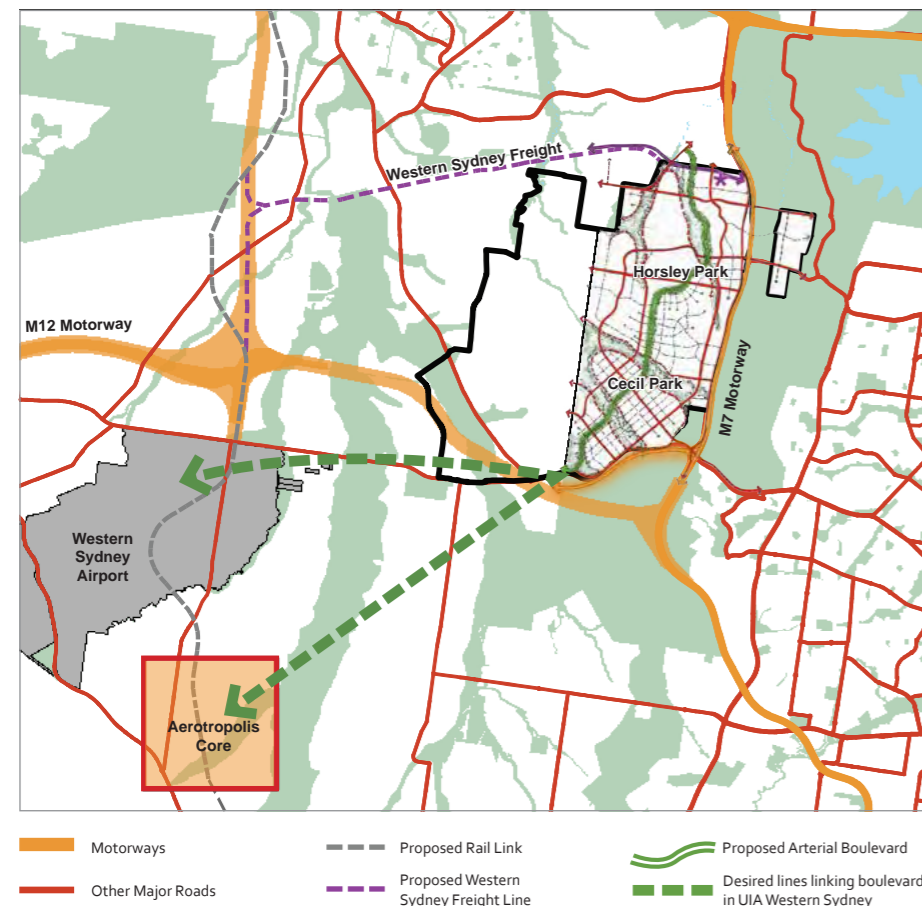 Western Sydney Freight
Horsley Park
M12 Motorway
Cecil Park
M7 Motorway
Western
Sydney
Airport
Aerotropolis
Core
Motorways
Proposed Rail Link
Proposed Arterial Boulevard
Other Major Roads
Proposed Western
Sydney Freight Line
Desired lines linking boulevard
in UIA Western Sydney